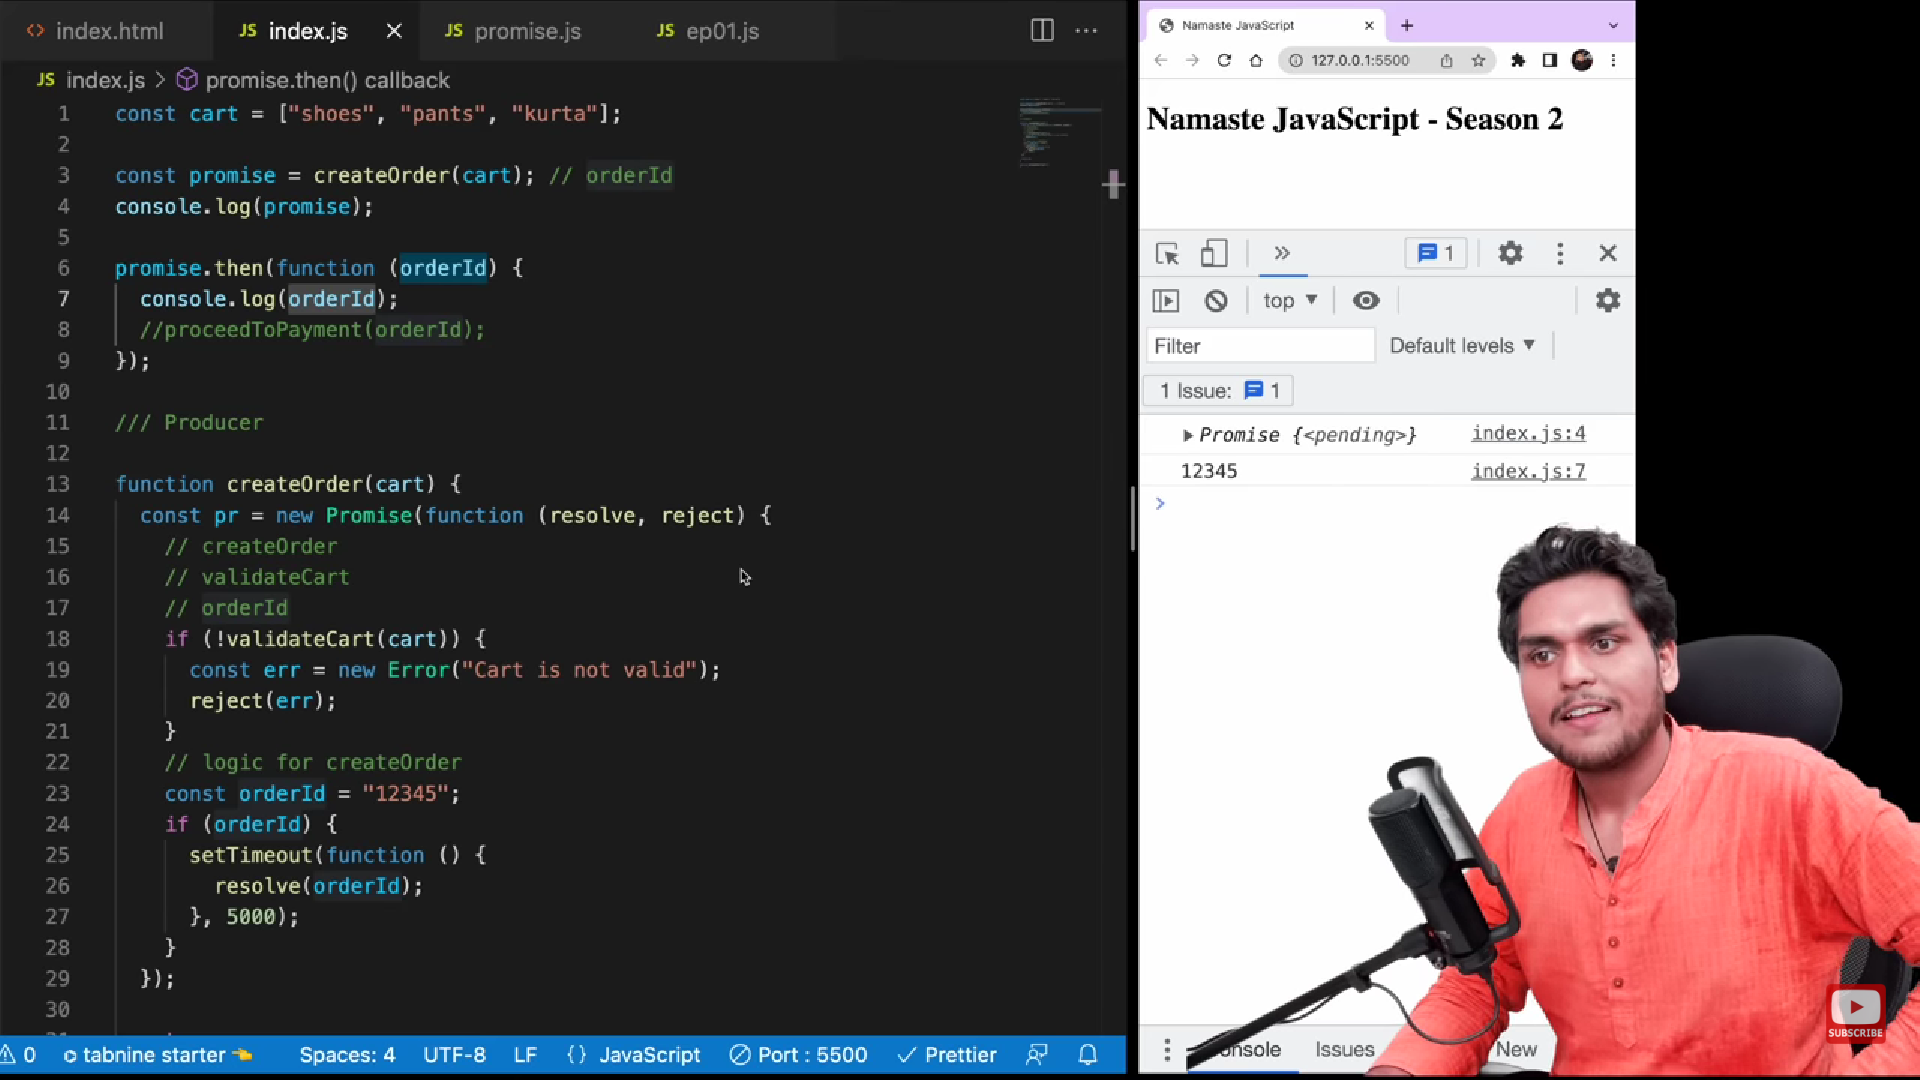 index.html
JS index.js
JS promise.js
JS ep01.js
JS index.js > promise.then() callback
1 const cart = ["shoes", "pants", "kurta"];
2
3 const promise = createOrder(cart); // orderId
4 console.log(promise);
5
6 promise.then(function (orderId) {
7 console.log(orderId);
8 //proceedToPayment(orderId);
9 });
10
11 /// Producer
12
13 function createOrder(cart) {
14 const pr = new Promise(function (resolve, reject) {
15 // createOrder
16 // validateCart
17 // orderId
18 if (!validateCart(cart)) {
19 const err = new Error("Cart is not valid");
20 reject(err);
21 }
22 // logic for createOrder
23 const orderId = "12345";
24 if (orderId) {
25 setTimeout(function () {
26 resolve(orderId);
27 }, 5000);
28 }
29 });
30
0 tabnine starter Spaces: 4 UTF-8 LF {} JavaScript Port : 5500 Prettier
Namaste JavaScript
127.0.0.1:5500
Namaste JavaScript - Season 2
1
top
Filter
Default levels
1 Issue: 1
Promise {<pending>} index.js:4
12345 index.js:7
>
Issues
New
SUBSCRIBE